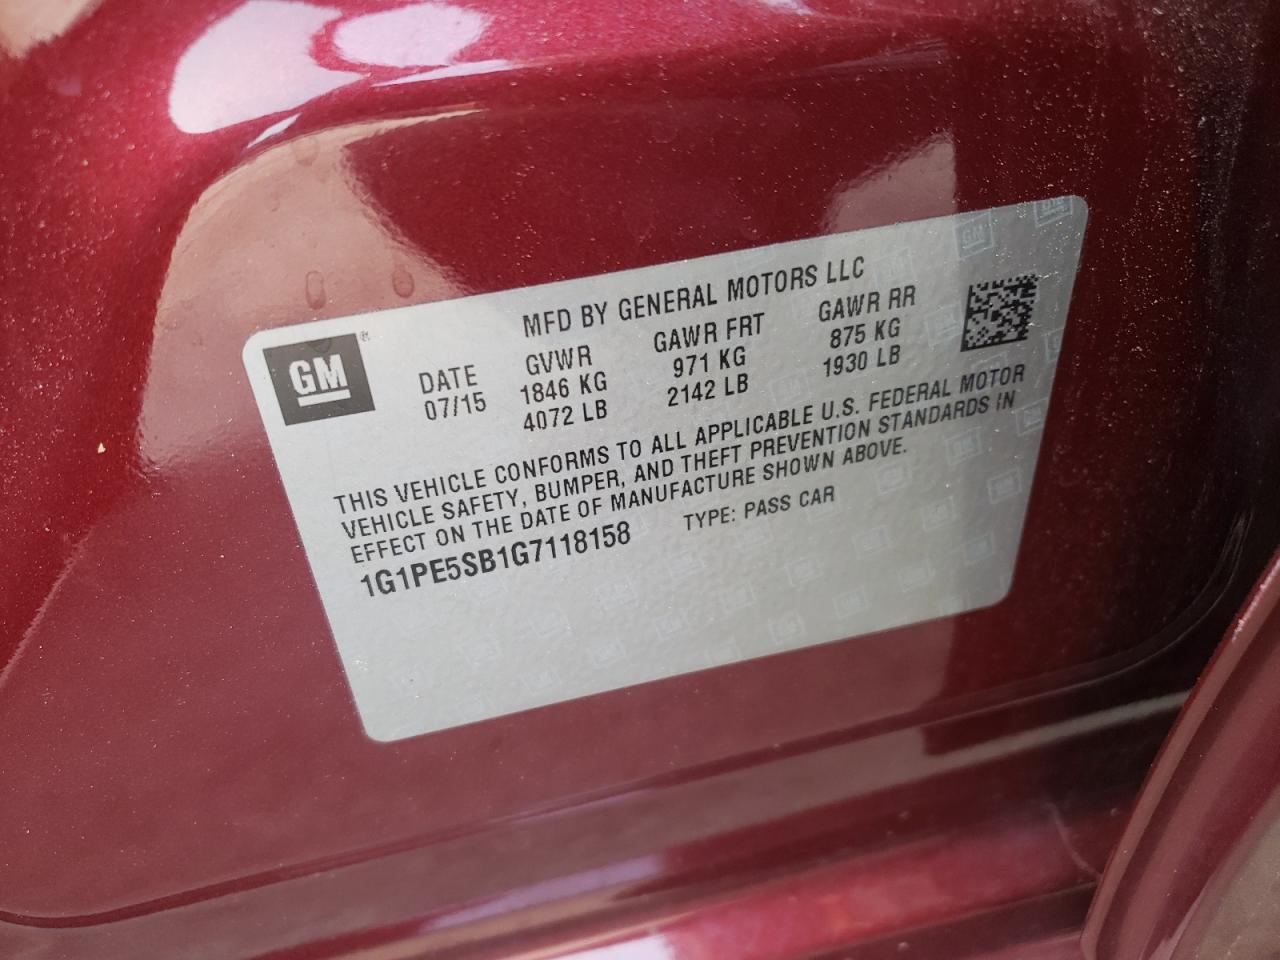 GM®
MFD BY GENERAL MOTORS LLC
DATE GVWR GAWR FRT GAWR RR
07/15 1846 KG 971 KG 875 KG
4072 LB 2142 LB 1930 LB
THIS VEHICLE CONFORMS TO ALL APPLICABLE U.S. FEDERAL MOTOR
VEHICLE SAFETY, BUMPER, AND THEFT PREVENTION STANDARDS IN
EFFECT ON THE DATE OF MANUFACTURE SHOWN ABOVE.
1G1PE5SB1G7118158 TYPE: PASS CAR